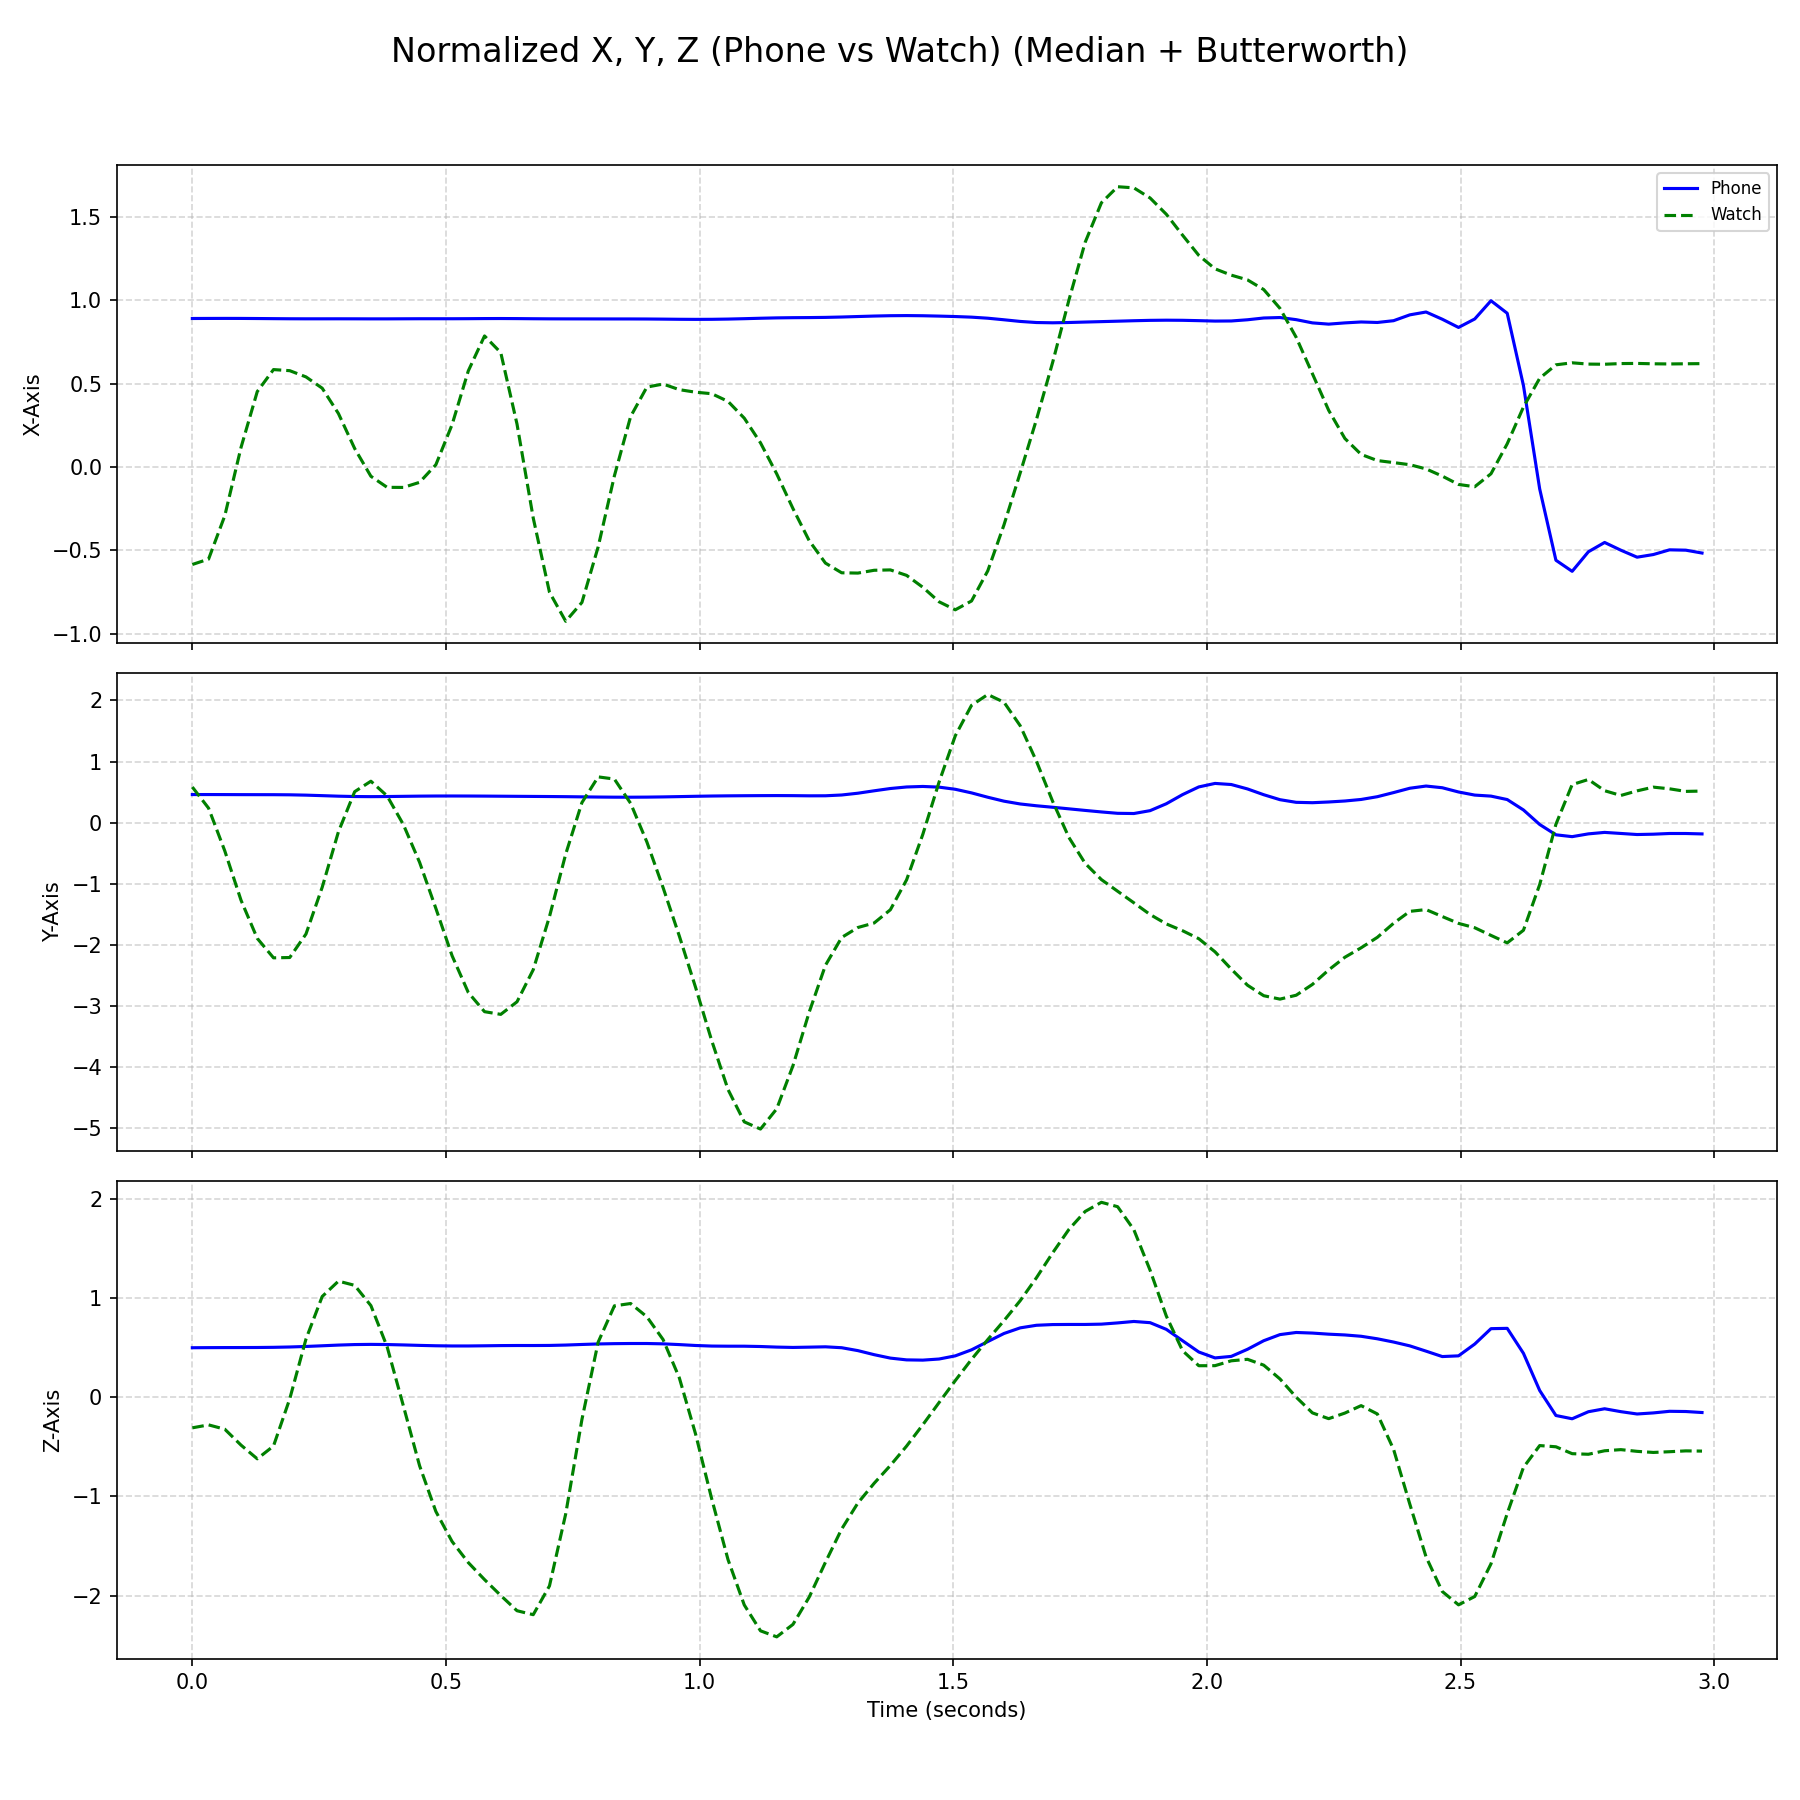 Normalized X, Y, Z (Phone vs Watch) (Median + Butterworth)
Phone
Watch
1.5
1.0
0.5
0.0
−0.5
−1.0
X-Axis
2
1
0
−1
−2
−3
−4
−5
Y-Axis
2
1
0
−1
−2
Z-Axis
0.0 0.5 1.0 1.5 2.0 2.5 3.0
Time (seconds)